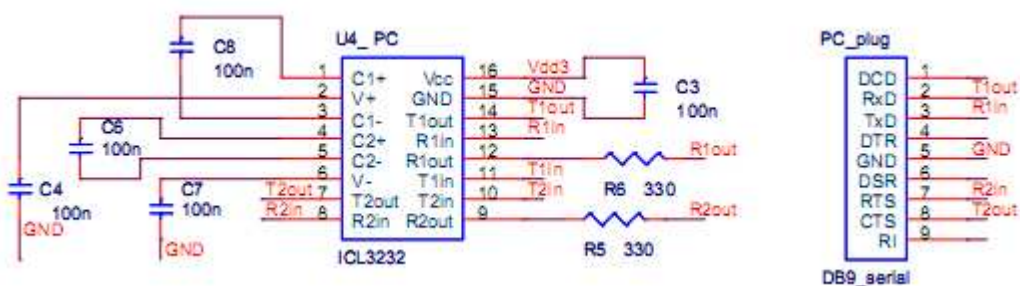 U4_ PC
PC_plug
C8
100n
1 C1+ Vcc 16 Vdd3
2 V+ GND 15 GND
3 C1- T1out 14 T1out
4 C2+ R1in 13 R1in
5 C2- R1out 12 R1out
6 V- T1in 11 T1in
7 T2out T2in 10 T2in
8 R2in R2out 9 R2out
T2out
R2in
C3
100n
C6
100n
C4
100n
GND
C7
100n
GND
R6 330
R5 330
ICL3232
DCD 1
RxD 2 T1out
TxD 3 R1in
DTR 4
GND 5 GND
DSR 6
RTS 7 R2in
CTS 8 T2out
RI 9
DB9_serial